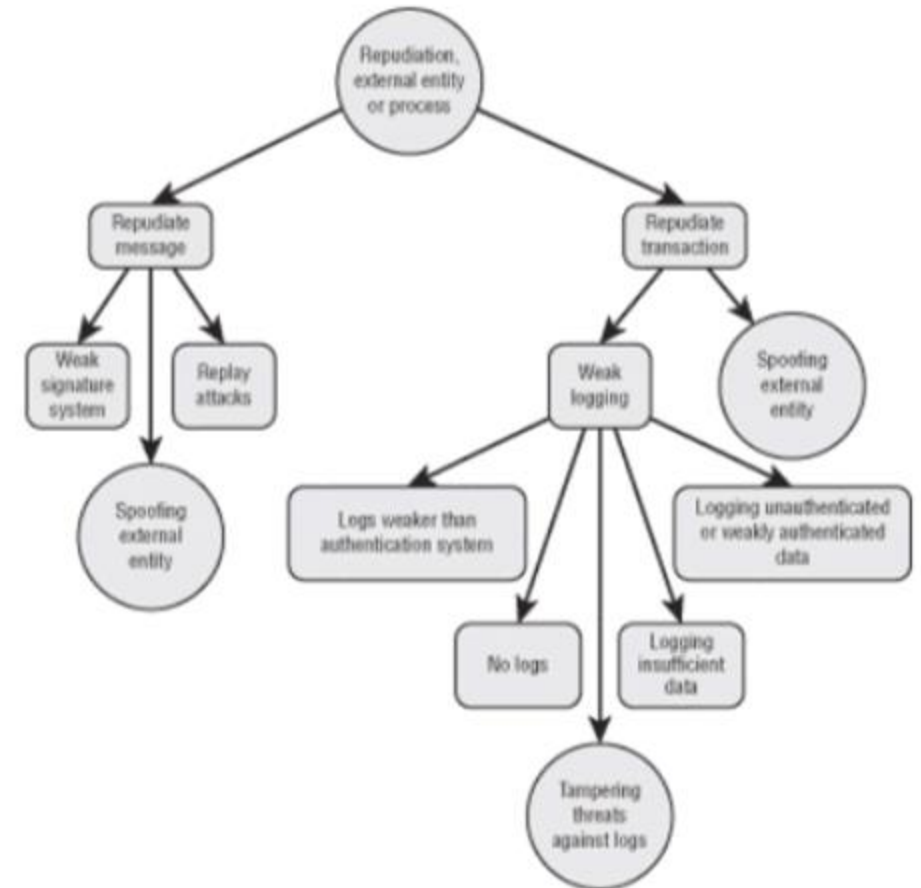 Repudiation,
external entity
or process
Repudiate
message
Repudiate
transaction
Weak
signature
system
Replay
attacks
Weak
logging
Spoofing
external
entity
Spoofing
external
entity
Logs weaker than
authentication system
Logging unauthenticated
or weakly authenticated
data
No logs
Logging
insufficient
data
Tampering
threats
against logs